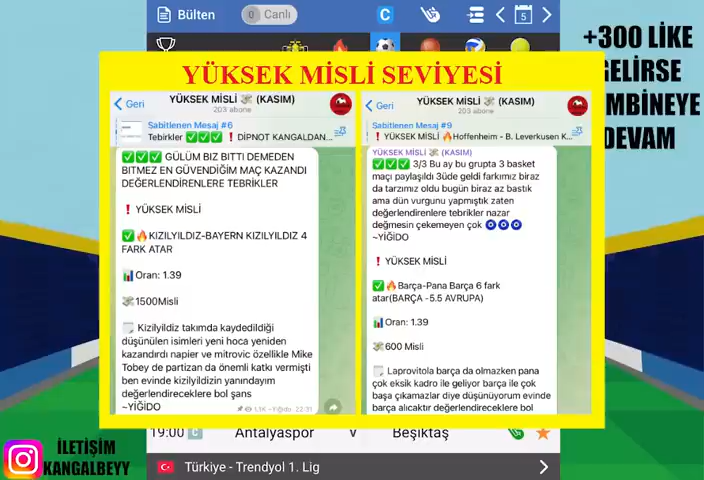 Bülten
0 Canlı
C
5
+300 LİKE
GELİRSE
KOMBİNEYE
DEVAM
YÜKSEK MİSLİ SEVİYESİ
Geri
YÜKSEK MİSLİ 💸 (KASIM)
203 abone
Sabitlenen Mesaj #6
Tebirkler ✅✅✅ ❗DİPNOT KANGALDAN...
✅✅✅ GÜLÜM BIZ BITTI DEMEDEN
BITMEZ EN GÜVENDİĞİM MAÇ KAZANDI
DEĞERLENDİRENLERE TEBRIKLER
❗ YÜKSEK MİSLİ
✅🔥KIZILYILDIZ-BAYERN KIZILYILDIZ 4
FARK ATAR
📊Oran: 1.39
💸1500Misli
🗒 Kizilyildiz takımda kaydedildiği
düşünülen isimleri yeni hoca yeniden
kazandırdı napier ve mitrovic özellikle Mike
Tobey de partizan da önemli katkı vermişti
ben evinde kizilyildizin yanındayım
değerlendireceklere bol şans
~YİĞİDO
1,1K ~Y@do 22:31
Geri
YÜKSEK MİSLİ 💸 (KASIM)
203 abone
Sabitlenen Mesaj #9
❗YÜKSEK MİSLİ 🔥Hoffenheim - B. Leverkusen K...
YÜKSEK MİSLİ 💸 (KASIM)
✅✅✅ 3/3 Bu ay bu grupta 3 basket
maçı paylaşıldı 3üde geldi farkımız biraz
da tarzımız oldu bugün biraz az bastık
ama dün vurgunu yapmıştık zaten
değerlendirenlere tebrikler nazar
değmesin çekemeyen çok 🧿🧿🧿
~YİĞİDO
❗ YÜKSEK MİSLİ
✅🔥Barça-Pana Barça 6 fark
atar(BARÇA -5.5 AVRUPA)
📊Oran: 1.39
💸600 Misli
🗒 Laprovitola barça da olmazken pana
çok eksik kadro ile geliyor barça ile çok
başa çıkamazlar diye düşünüyorum evinde
barça alıcaktır değerlendireceklere bol
19:00 C Antalyaspor v Beşiktaş
Türkiye - Trendyol 1. Lig
İLETİŞİM
KANGALBEYY